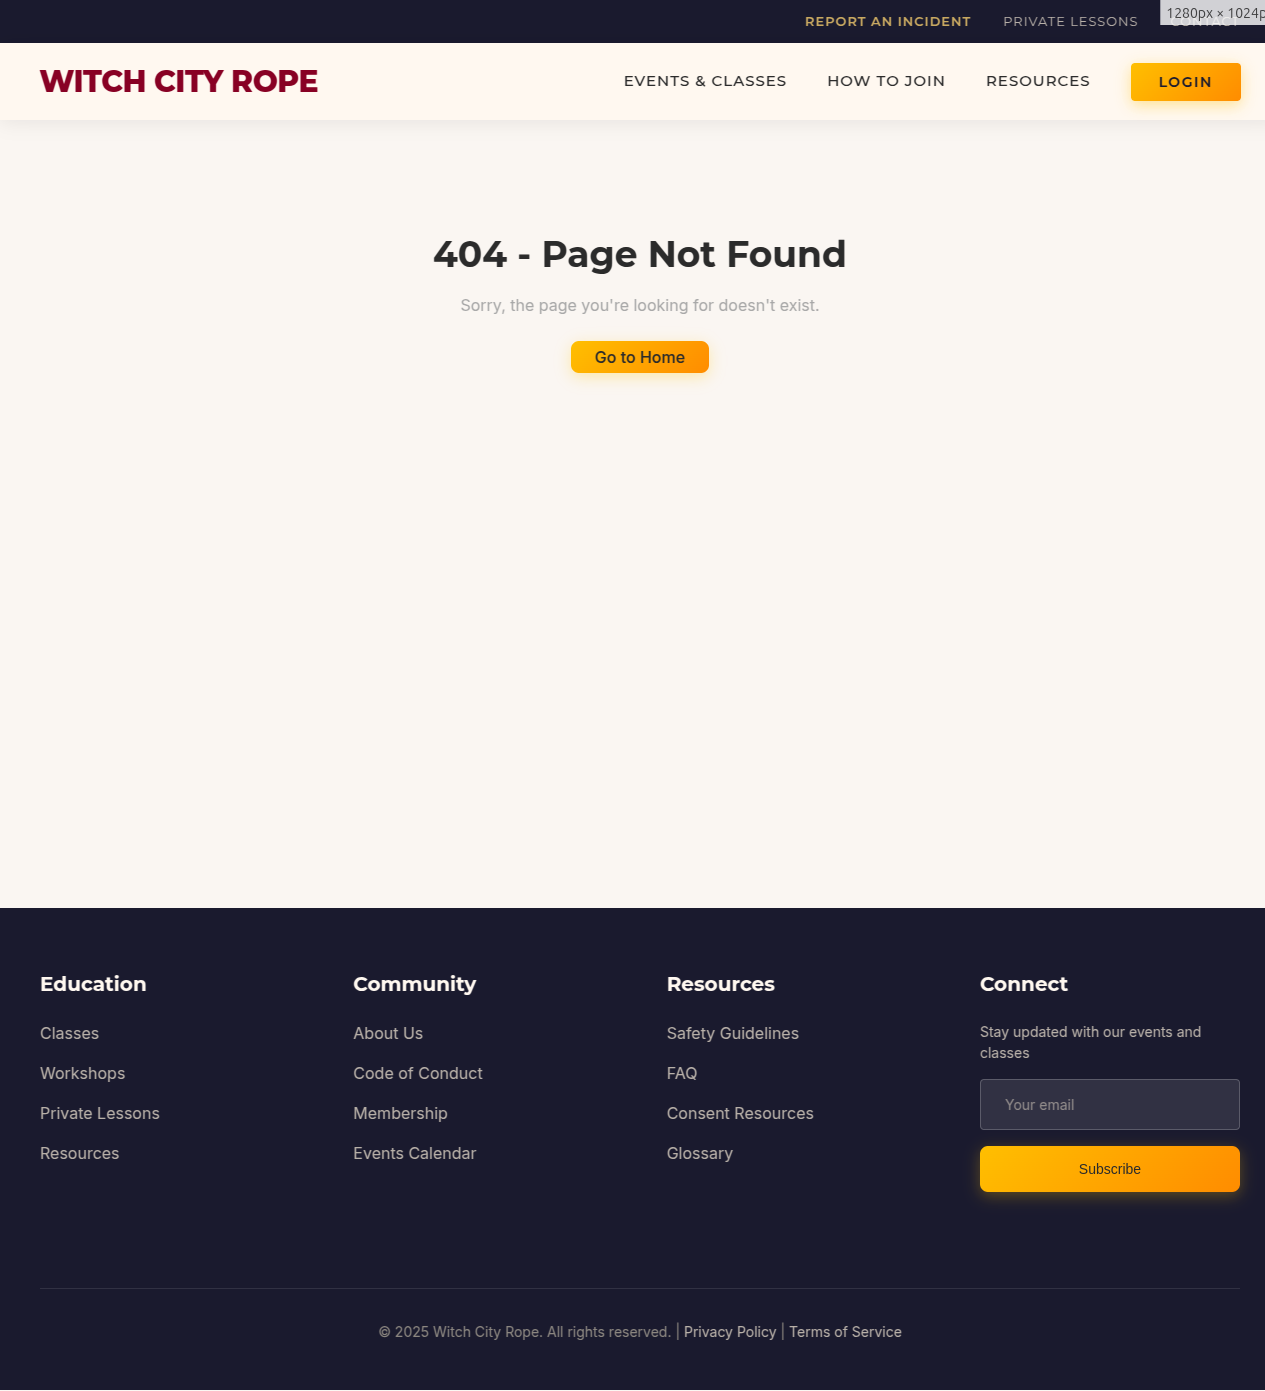 REPORT AN INCIDENT
PRIVATE LESSONS
1280px × 1024p
WITCH CITY ROPE
EVENTS & CLASSES
HOW TO JOIN
RESOURCES
LOGIN
404 - Page Not Found
Sorry, the page you're looking for doesn't exist.
Go to Home
Education
Classes
Workshops
Private Lessons
Resources
Community
About Us
Code of Conduct
Membership
Events Calendar
Resources
Safety Guidelines
FAQ
Consent Resources
Glossary
Connect
Stay updated with our events and
classes
Your email
Subscribe
© 2025 Witch City Rope. All rights reserved. | Privacy Policy | Terms of Service